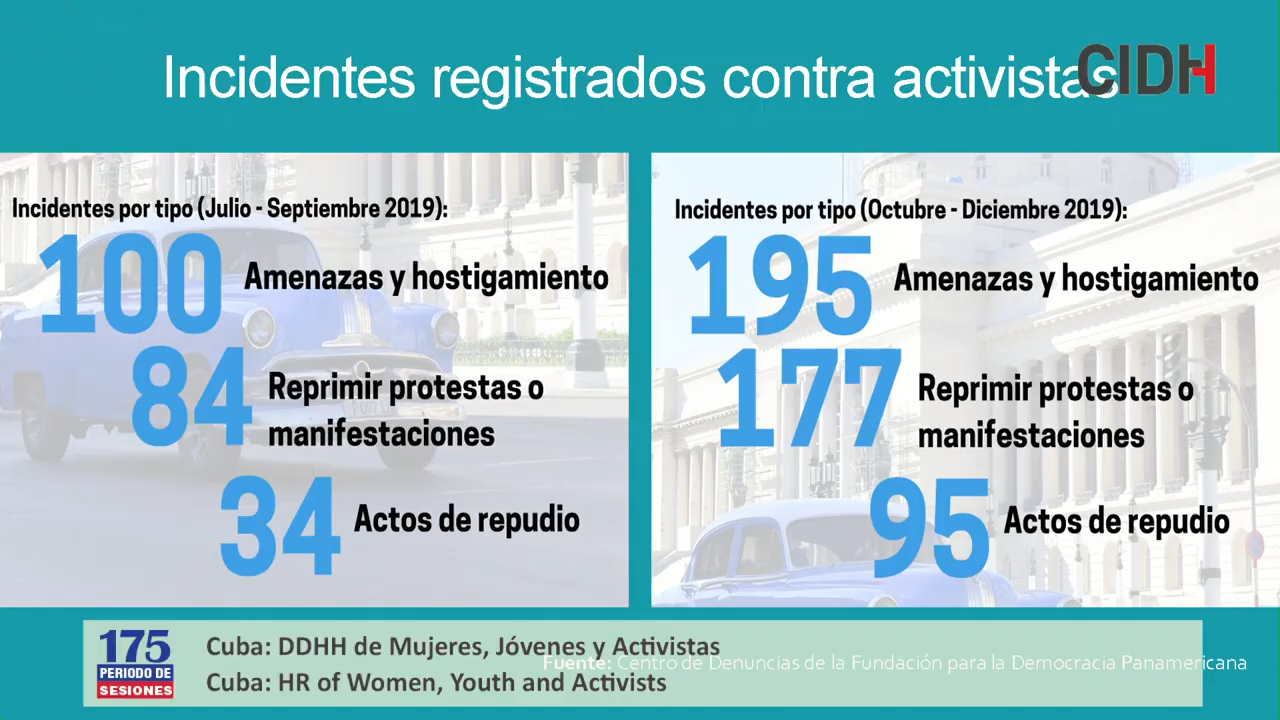 Incidentes registrados contra activistas
CIDH
Incidentes por tipo (Julio - Septiembre 2019):
100 Amenazas y hostigamiento
84 Reprimir protestas o
manifestaciones
34 Actos de repudio
Incidentes por tipo (Octubre - Diciembre 2019):
195 Amenazas y hostigamiento
177 Reprimir protestas o
manifestaciones
95 Actos de repudio
175
PERIODO DE
SESIONES
Cuba: DDHH de Mujeres, Jóvenes y Activistas
Fuente: Centro de Denuncias de la Fundación para la Democracia Panamericana
Cuba: HR of Women, Youth and Activists